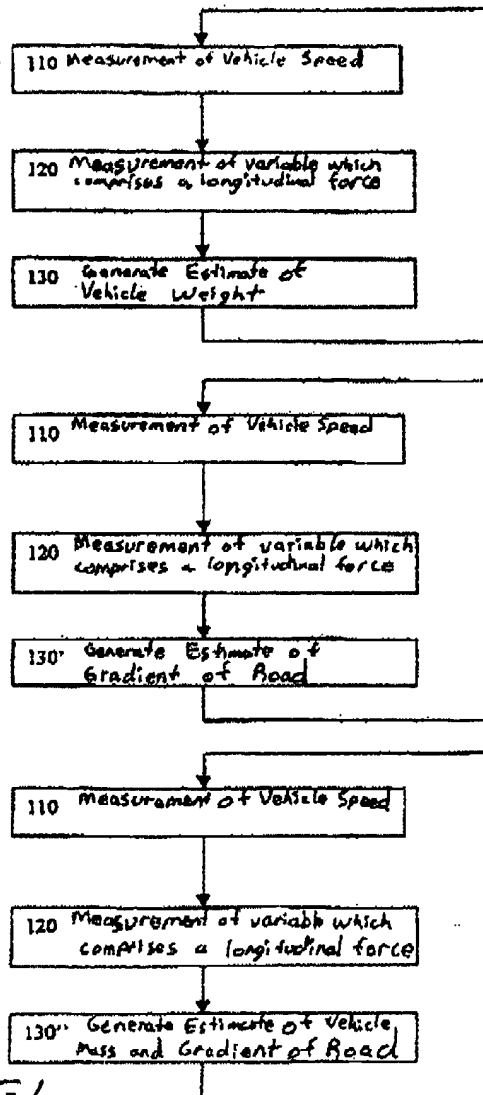 110 Measurement of Vehicle Speed
120 Measurement of variable which
comprises a longitudinal force
130 Generate Estimate of
Vehicle Weight
110 Measurement of Vehicle Speed
120 Measurement of variable which
comprises a longitudinal force
130' Generate Estimate of
Gradient of Road
110 Measurement of Vehicle Speed
120 Measurement of variable which
comprises a longitudinal force
130'' Generate Estimate of Vehicle
Mass and Gradient of Road